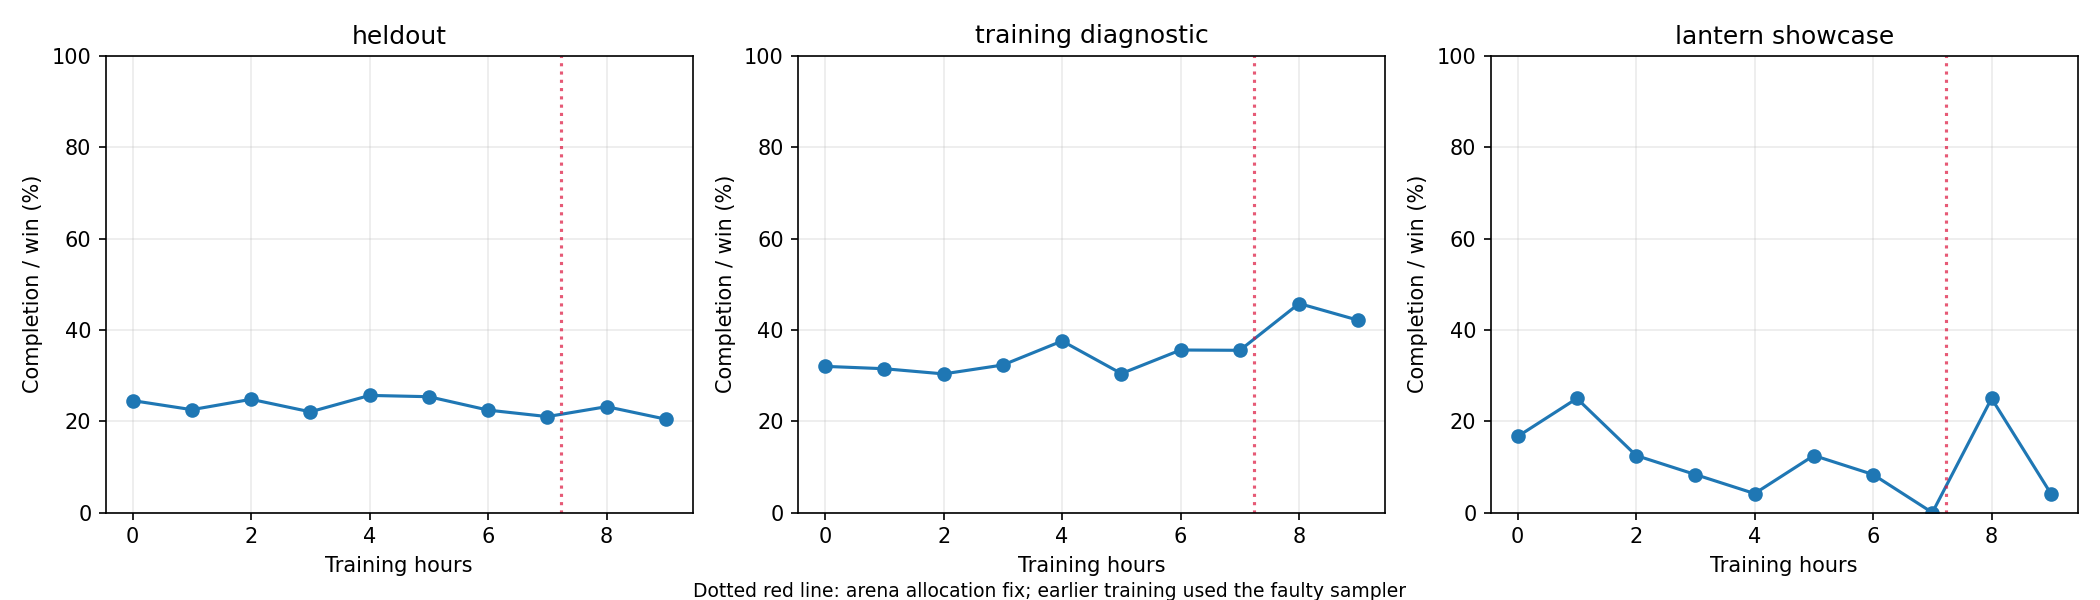 heldout
100
80
60
40
20
0
Completion / win (%)
0 2 4 6 8
Training hours
training diagnostic
100
80
60
40
20
0
Completion / win (%)
0 2 4 6 8
Training hours
lantern showcase
100
80
60
40
20
0
Completion / win (%)
0 2 4 6 8
Training hours
Dotted red line: arena allocation fix; earlier training used the faulty sampler